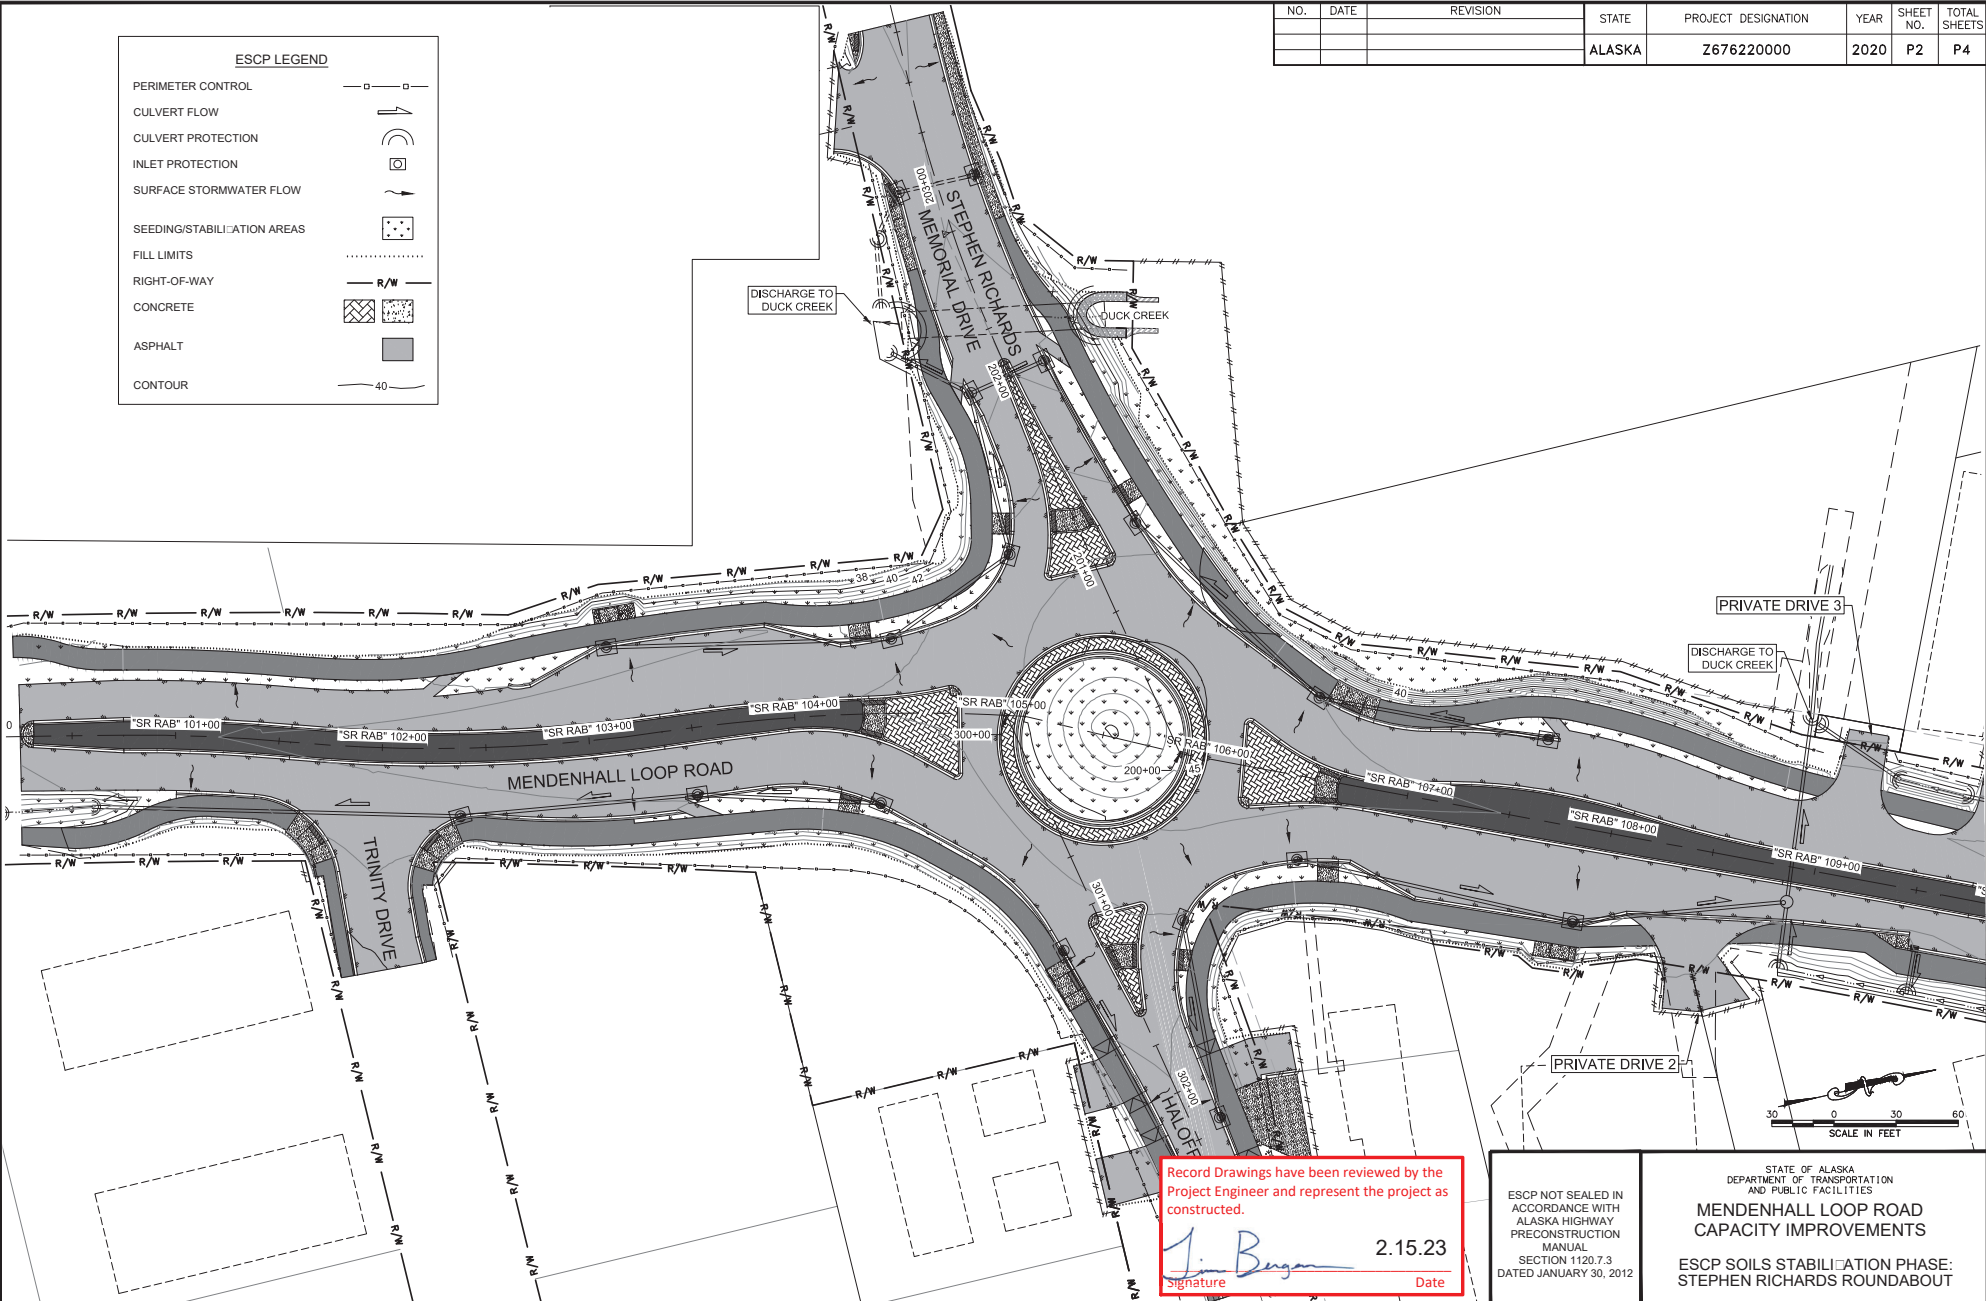 NO. DATE REVISION STATE PROJECT DESIGNATION YEAR SHEET NO. TOTAL SHEETS
ALASKA Z676220000 2020 P2 P4
ESCP LEGEND
PERIMETER CONTROL
CULVERT FLOW
CULVERT PROTECTION
INLET PROTECTION
SURFACE STORMWATER FLOW
SEEDING/STABILI□ATION AREAS
FILL LIMITS
RIGHT-OF-WAY R/W
CONCRETE
ASPHALT
CONTOUR 40
203+00
STEPHEN RICHARDS
MEMORIAL DRIVE
DISCHARGE TO
DUCK CREEK
DUCK CREEK
202+00
201+00
38 40 42
R/W R/W R/W R/W R/W R/W R/W R/W R/W R/W R/W
PRIVATE DRIVE 3
DISCHARGE TO
DUCK CREEK
40
0
"SR RAB" 101+00
"SR RAB" 102+00
"SR RAB" 103+00
"SR RAB" 104+00
"SR RAB" 105+00
300+00
"SR RAB" 106+00
200+00
45
"SR RAB" 107+00
"SR RAB" 108+00
"SR RAB" 109+00
MENDENHALL LOOP ROAD
TRINITY DRIVE
301+00
302+00
PRIVATE DRIVE 2
30 0 30 60
SCALE IN FEET
Record Drawings have been reviewed by the
Project Engineer and represent the project as
constructed.
2.15.23
Signature Date
ESCP NOT SEALED IN
ACCORDANCE WITH
ALASKA HIGHWAY
PRECONSTRUCTION
MANUAL
SECTION 1120.7.3
DATED JANUARY 30, 2012
STATE OF ALASKA
DEPARTMENT OF TRANSPORTATION
AND PUBLIC FACILITIES
MENDENHALL LOOP ROAD
CAPACITY IMPROVEMENTS
ESCP SOILS STABILI□ATION PHASE:
STEPHEN RICHARDS ROUNDABOUT